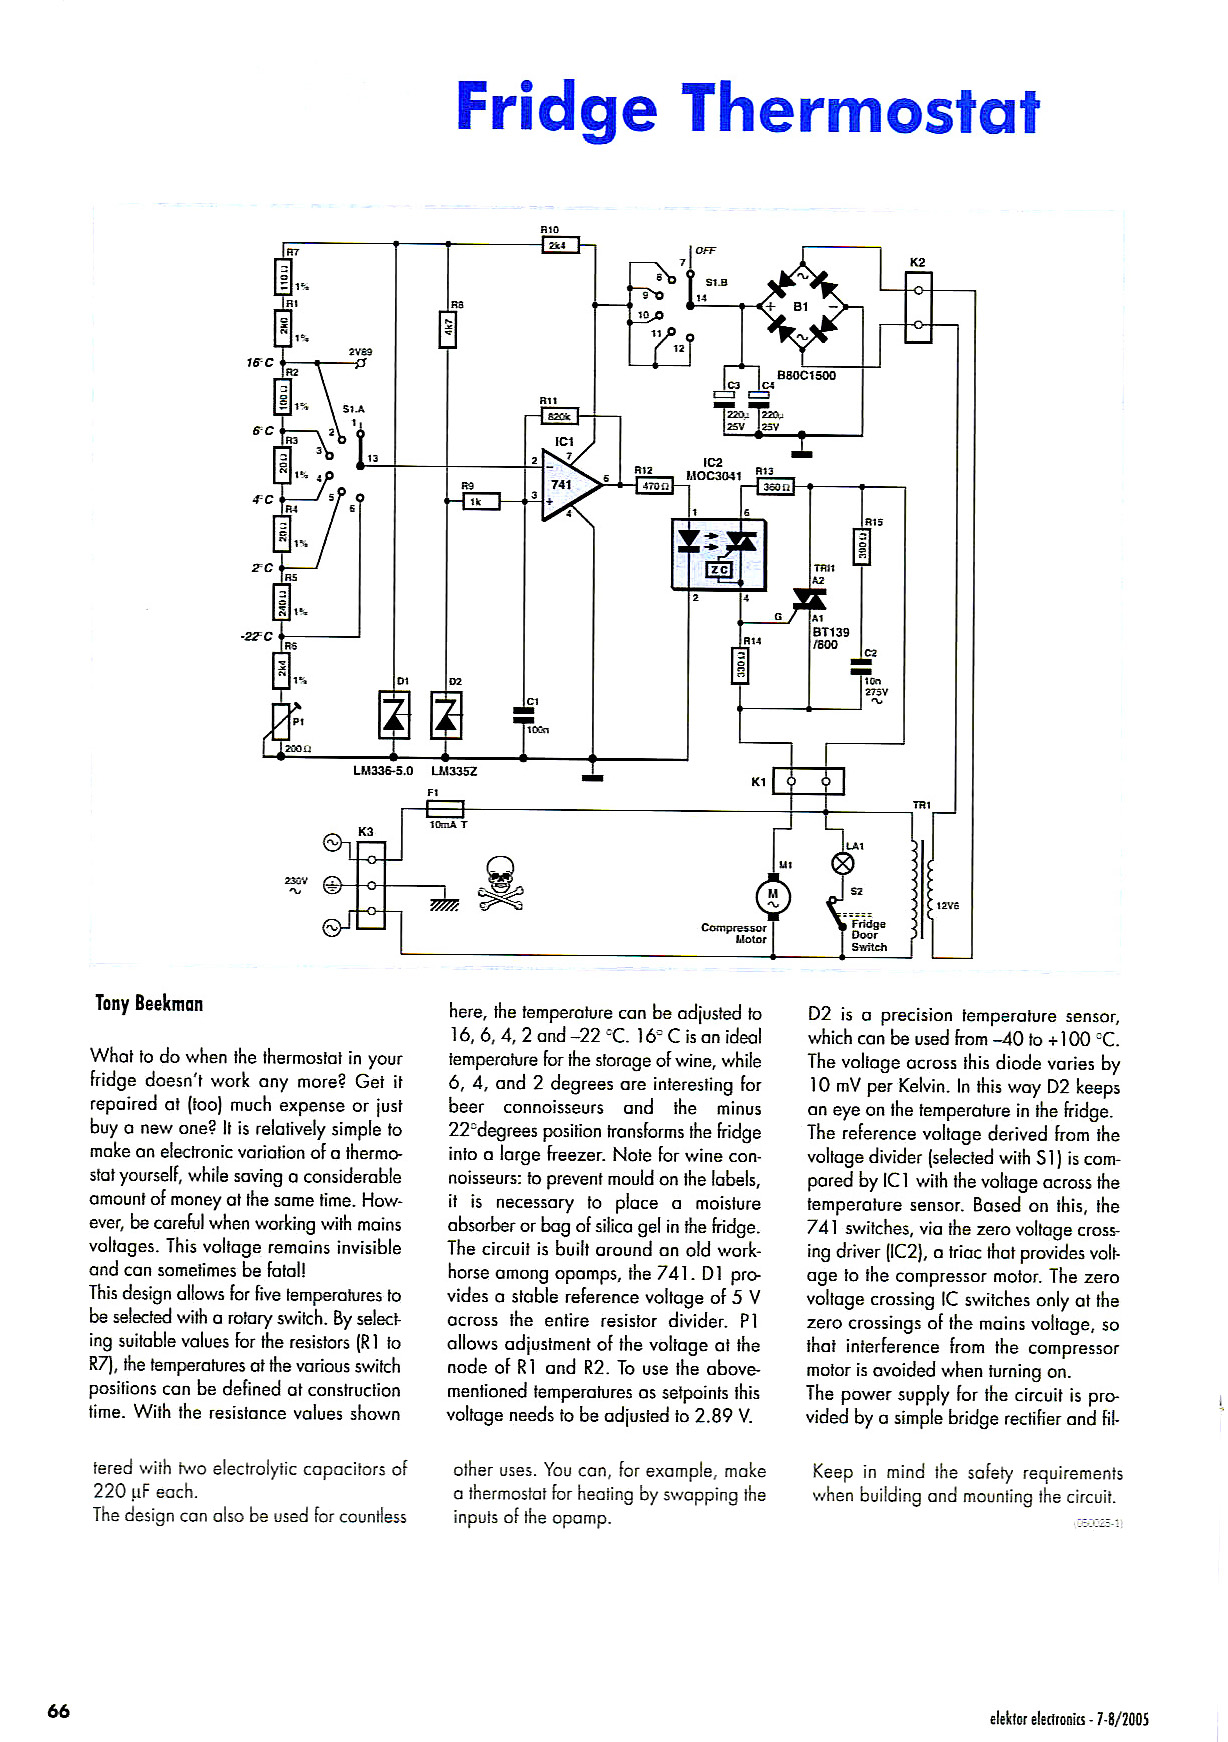 Fridge Thermostat
R10
2k4
OFF
R7
110Ω
1%
R1
2k0
1%
16°C
R2
100Ω
1%
6°C
R3
20Ω
1%
4°C
R4
20Ω
1%
2°C
R5
240Ω
1%
-22°C
R6
2k4
1%
P1
200Ω
2V89
S1.A
1
2
3
4
5
6
13
R8
4k7
R9
1k
R11
820k
IC1
741
2
3
7
4
6
−
+
D1
LM336-5.0
D2
LM335Z
C1
100n
7
8
9
10
11
12
S1.B
14
B1
+
−
B80C1500
K2
C3
220µ
25V
C4
220µ
25V
R12
470Ω
IC2
MOC3041
1
2
6
4
ZC
R13
360Ω
R15
300Ω
TRI1
A2
G
A1
BT139
/800
R14
330Ω
C2
10n
275V
K1
F1
10mA T
K3
230V
TR1
12V6
LA1
S2
Fridge
Door
Switch
M1
M
Compressor
Motor
Tony Beekman
What to do when the thermostat in your
fridge doesn't work any more? Get it
repaired at (too) much expense or just
buy a new one? It is relatively simple to
make an electronic variation of a thermo-
stat yourself, while saving a considerable
amount of money at the same time. How-
ever, be careful when working with mains
voltages. This voltage remains invisible
and can sometimes be fatal!
This design allows for five temperatures to
be selected with a rotary switch. By select-
ing suitable values for the resistors (R1 to
R7), the temperatures at the various switch
positions can be defined at construction
time. With the resistance values shown
here, the temperature can be adjusted to
16, 6, 4, 2 and –22 °C. 16° C is an ideal
temperature for the storage of wine, while
6, 4, and 2 degrees are interesting for
beer connoisseurs and the minus
22°degrees position transforms the fridge
into a large freezer. Note for wine con-
noisseurs: to prevent mould on the labels,
it is necessary to place a moisture
absorber or bag of silica gel in the fridge.
The circuit is built around an old work-
horse among opamps, the 741. D1 pro-
vides a stable reference voltage of 5 V
across the entire resistor divider. P1
allows adjustment of the voltage at the
node of R1 and R2. To use the above-
mentioned temperatures as setpoints this
voltage needs to be adjusted to 2.89 V.
D2 is a precision temperature sensor,
which can be used from –40 to +100 °C.
The voltage across this diode varies by
10 mV per Kelvin. In this way D2 keeps
an eye on the temperature in the fridge.
The reference voltage derived from the
voltage divider (selected with S1) is com-
pared by IC1 with the voltage across the
temperature sensor. Based on this, the
741 switches, via the zero voltage cross-
ing driver (IC2), a triac that provides volt-
age to the compressor motor. The zero
voltage crossing IC switches only at the
zero crossings of the mains voltage, so
that interference from the compressor
motor is avoided when turning on.
The power supply for the circuit is pro-
vided by a simple bridge rectifier and fil-
tered with two electrolytic capacitors of
220 µF each.
The design can also be used for countless
other uses. You can, for example, make
a thermostat for heating by swapping the
inputs of the opamp.
Keep in mind the safety requirements
when building and mounting the circuit.
(050025-1)
66
elektor electronics - 7-8/2005